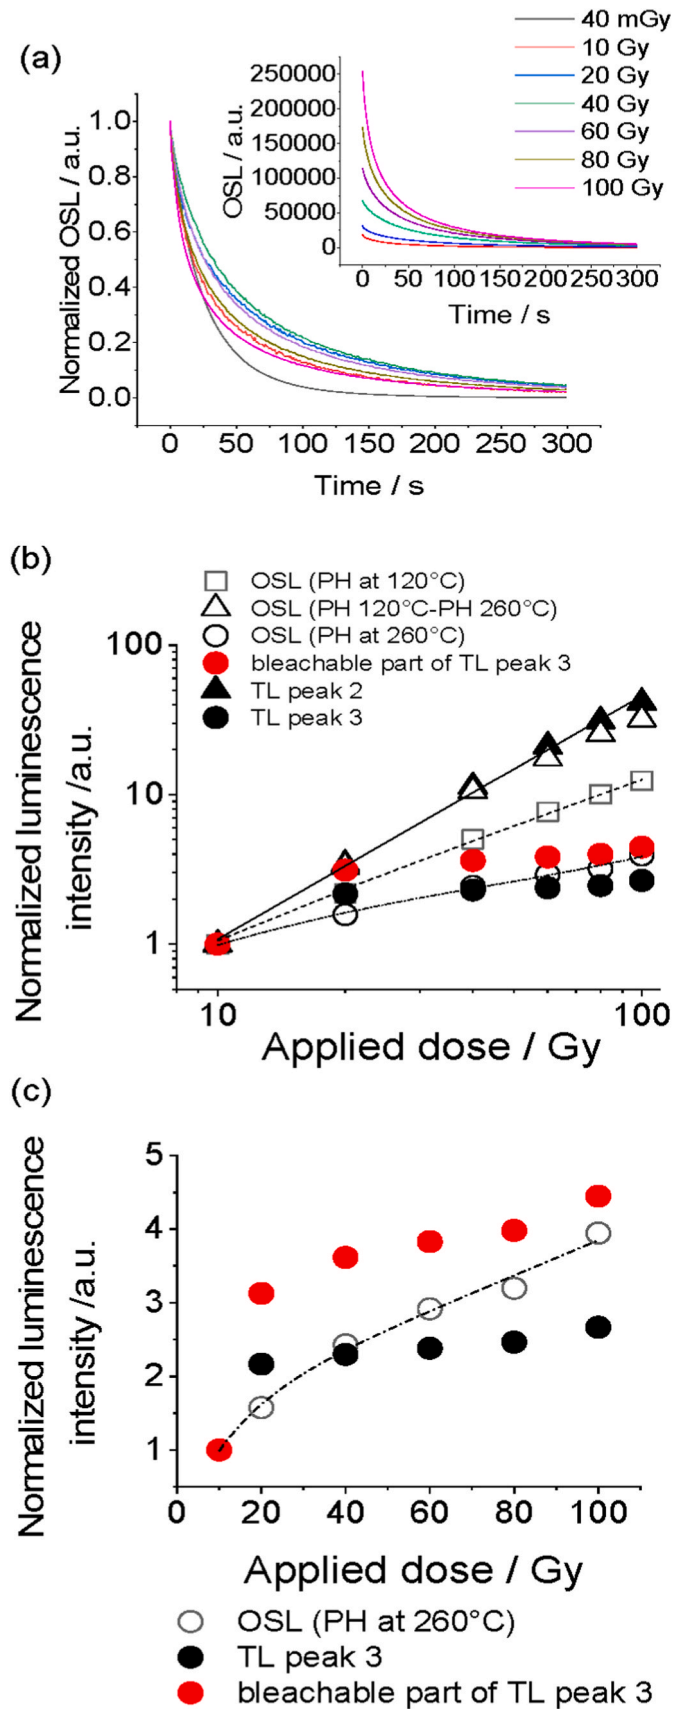 (a)
40 mGy
10 Gy
20 Gy
40 Gy
60 Gy
80 Gy
100 Gy
OSL / a.u.
250000
200000
150000
100000
50000
0
0 50 100 150 200 250 300
Time / s
Normalized OSL / a.u.
1.0
0.8
0.6
0.4
0.2
0.0
0 50 100 150 200 250 300
Time / s
(b)
OSL (PH at 120°C)
OSL (PH 120°C-PH 260°C)
OSL (PH at 260°C)
bleachable part of TL peak 3
TL peak 2
TL peak 3
Normalized luminescence
intensity /a.u.
100
10
1
10 100
Applied dose / Gy
(c)
Normalized luminescence
intensity /a.u.
5
4
3
2
1
0 20 40 60 80 100
Applied dose / Gy
OSL (PH at 260°C)
TL peak 3
bleachable part of TL peak 3